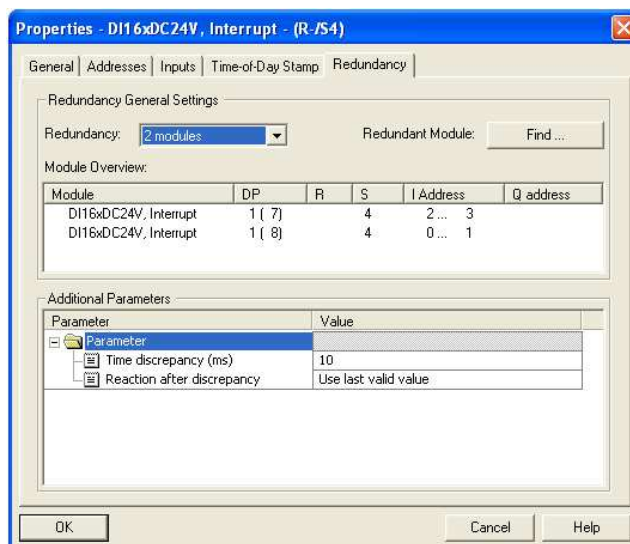 Properties - DI16xDC24V, Interrupt - (R-/S4)
General Addresses Inputs Time-of-Day Stamp Redundancy
Redundancy General Settings
Redundancy: 2 modules Redundant Module: Find ...
Module Overview:
Module DP R S I Address Q address
DI16xDC24V, Interrupt 1 ( 7) 4 2 ... 3
DI16xDC24V, Interrupt 1 ( 8) 4 0 ... 1
Additional Parameters
Parameter Value
Parameter
Time discrepancy (ms) 10
Reaction after discrepancy Use last valid value
OK Cancel Help